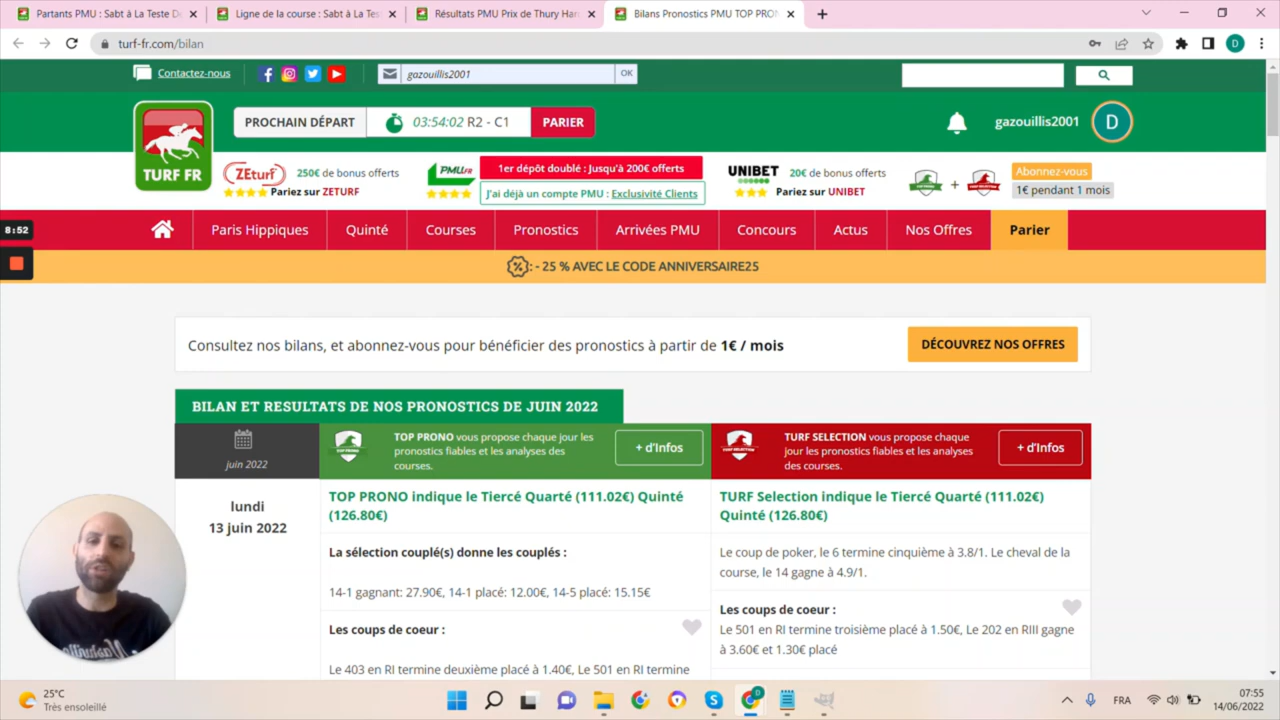 Partants PMU : Sabt à La Teste D
Ligne de la course : Sabt à La Tes
Résultats PMU Prix de Thury Har
Bilans Pronostics PMU TOP PRON
turf-fr.com/bilan
D
Contactez-nous
gazouillis2001
OK
TURF FR
PROCHAIN DÉPART
03:54:02 R2 - C1
PARIER
gazouillis2001
D
ZEturf
250€ de bonus offerts
Pariez sur ZETURF
PMU.FR
1er dépôt doublé : Jusqu'à 200€ offerts
J'ai déjà un compte PMU : Exclusivité Clients
UNIBET
20€ de bonus offerts
Pariez sur UNIBET
+
Abonnez-vous
1€ pendant 1 mois
8:52
Paris Hippiques
Quinté
Courses
Pronostics
Arrivées PMU
Concours
Actus
Nos Offres
Parier
: - 25 % AVEC LE CODE ANNIVERSAIRE25
Consultez nos bilans, et abonnez-vous pour bénéficier des pronostics à partir de 1€ / mois
DÉCOUVREZ NOS OFFRES
BILAN ET RESULTATS DE NOS PRONOSTICS DE JUIN 2022
juin 2022
TOP PRONO vous propose chaque jour les
pronostics fiables et les analyses des
courses.
+ d'Infos
TURF SELECTION vous propose chaque
jour les pronostics fiables et les analyses
des courses.
+ d'Infos
lundi
13 juin 2022
TOP PRONO indique le Tiercé Quarté (111.02€) Quinté
(126.80€)
La sélection couplé(s) donne les couplés :
14-1 gagnant: 27.90€, 14-1 placé: 12.00€, 14-5 placé: 15.15€
Les coups de coeur :
Le 403 en RI termine deuxième placé à 1.40€, Le 501 en RI termine
TURF Selection indique le Tiercé Quarté (111.02€)
Quinté (126.80€)
Le coup de poker, le 6 termine cinquième à 3.8/1. Le cheval de la
course, le 14 gagne à 4.9/1.
Les coups de coeur :
Le 501 en RI termine troisième placé à 1.50€, Le 202 en RIII gagne
à 3.60€ et 1.30€ placé
Nashville
25°C
Très ensoleillé
D
FRA
07:55
14/06/2022